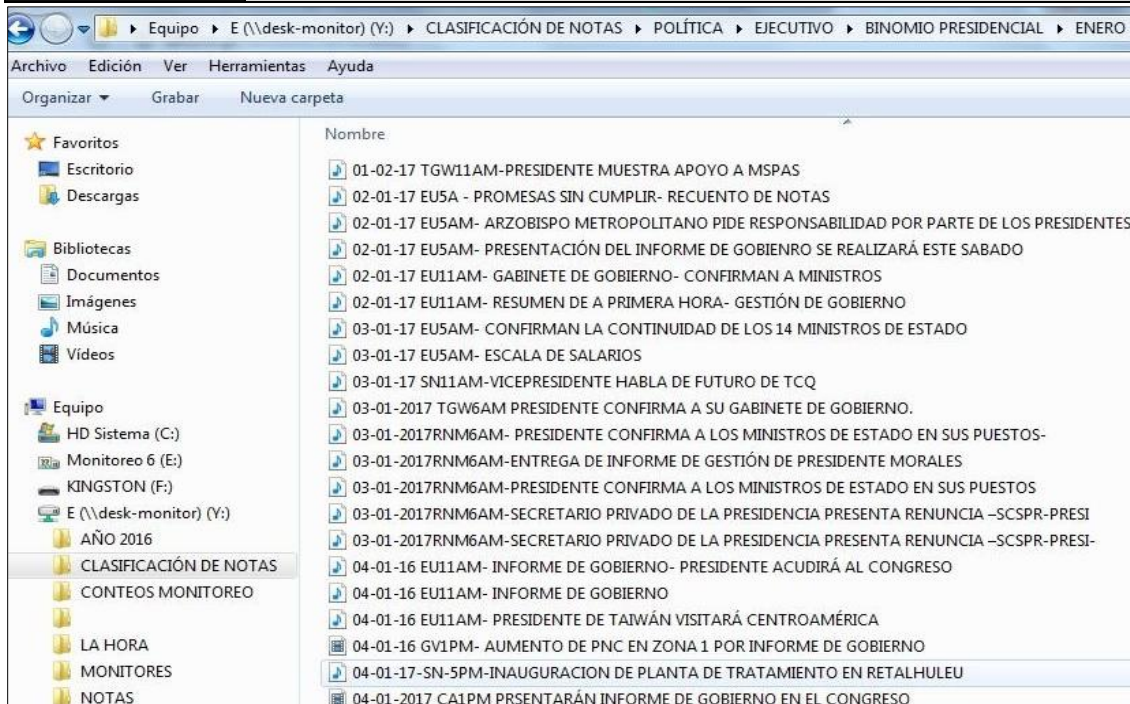 Equipo ▸ E (\\desk-monitor) (Y:) ▸ CLASIFICACIÓN DE NOTAS ▸ POLÍTICA ▸ EJECUTIVO ▸ BINOMIO PRESIDENCIAL ▸ ENERO
Archivo Edición Ver Herramientas Ayuda
Organizar Grabar Nueva carpeta
Favoritos
Escritorio
Descargas
Bibliotecas
Documentos
Imágenes
Música
Vídeos
Equipo
HD Sistema (C:)
Monitoreo 6 (E:)
KINGSTON (F:)
E (\\desk-monitor) (Y:)
AÑO 2016
CLASIFICACIÓN DE NOTAS
CONTEOS MONITOREO
LA HORA
MONITORES
NOTAS
Nombre
01-02-17 TGW11AM-PRESIDENTE MUESTRA APOYO A MSPAS
02-01-17 EU5A - PROMESAS SIN CUMPLIR- RECUENTO DE NOTAS
02-01-17 EU5AM- ARZOBISPO METROPOLITANO PIDE RESPONSABILIDAD POR PARTE DE LOS PRESIDENTES
02-01-17 EU5AM- PRESENTACIÓN DEL INFORME DE GOBIENRO SE REALIZARÁ ESTE SABADO
02-01-17 EU11AM- GABINETE DE GOBIERNO- CONFIRMAN A MINISTROS
02-01-17 EU11AM- RESUMEN DE A PRIMERA HORA- GESTIÓN DE GOBIERNO
03-01-17 EU5AM- CONFIRMAN LA CONTINUIDAD DE LOS 14 MINISTROS DE ESTADO
03-01-17 EU5AM- ESCALA DE SALARIOS
03-01-17 SN11AM-VICEPRESIDENTE HABLA DE FUTURO DE TCQ
03-01-2017 TGW6AM PRESIDENTE CONFIRMA A SU GABINETE DE GOBIERNO.
03-01-2017RNM6AM- PRESIDENTE CONFIRMA A LOS MINISTROS DE ESTADO EN SUS PUESTOS-
03-01-2017RNM6AM-ENTREGA DE INFORME DE GESTIÓN DE PRESIDENTE MORALES
03-01-2017RNM6AM-PRESIDENTE CONFIRMA A LOS MINISTROS DE ESTADO EN SUS PUESTOS
03-01-2017RNM6AM-SECRETARIO PRIVADO DE LA PRESIDENCIA PRESENTA RENUNCIA –SCSPR-PRESI
03-01-2017RNM6AM-SECRETARIO PRIVADO DE LA PRESIDENCIA PRESENTA RENUNCIA –SCSPR-PRESI-
04-01-16 EU11AM- INFORME DE GOBIERNO- PRESIDENTE ACUDIRÁ AL CONGRESO
04-01-16 EU11AM- INFORME DE GOBIERNO
04-01-16 EU11AM- PRESIDENTE DE TAIWÁN VISITARÁ CENTROAMÉRICA
04-01-16 GV1PM- AUMENTO DE PNC EN ZONA 1 POR INFORME DE GOBIERNO
04-01-17-SN-5PM-INAUGURACION DE PLANTA DE TRATAMIENTO EN RETALHULEU
04-01-2017 CA1PM PRSENTARÁN INFORME DE GOBIERNO EN EL CONGRESO